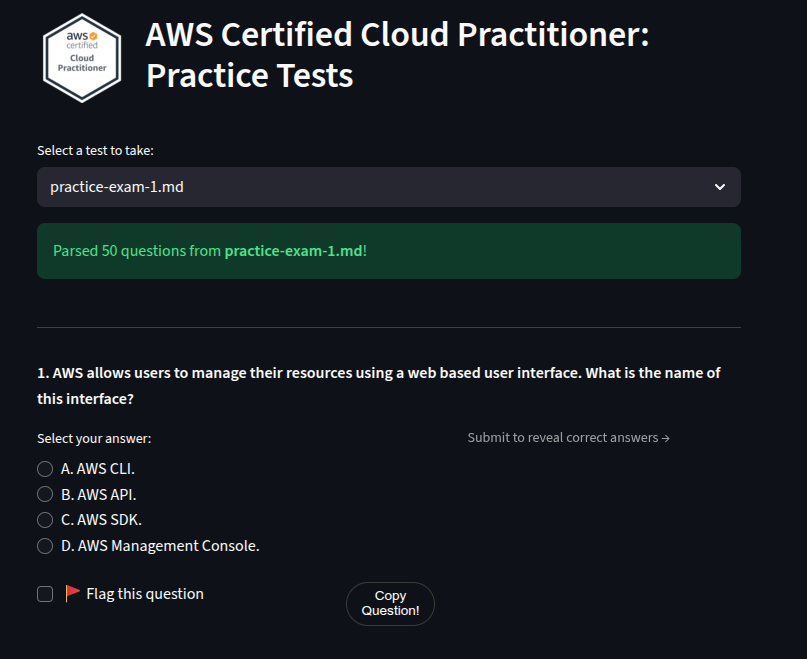 aws
certified
Cloud
Practitioner
AWS Certified Cloud Practitioner:
Practice Tests
Select a test to take:
practice-exam-1.md
Parsed 50 questions from practice-exam-1.md!
1. AWS allows users to manage their resources using a web based user interface. What is the name of
this interface?
Select your answer:
Submit to reveal correct answers →
A. AWS CLI.
B. AWS API.
C. AWS SDK.
D. AWS Management Console.
🚩 Flag this question
Copy
Question!